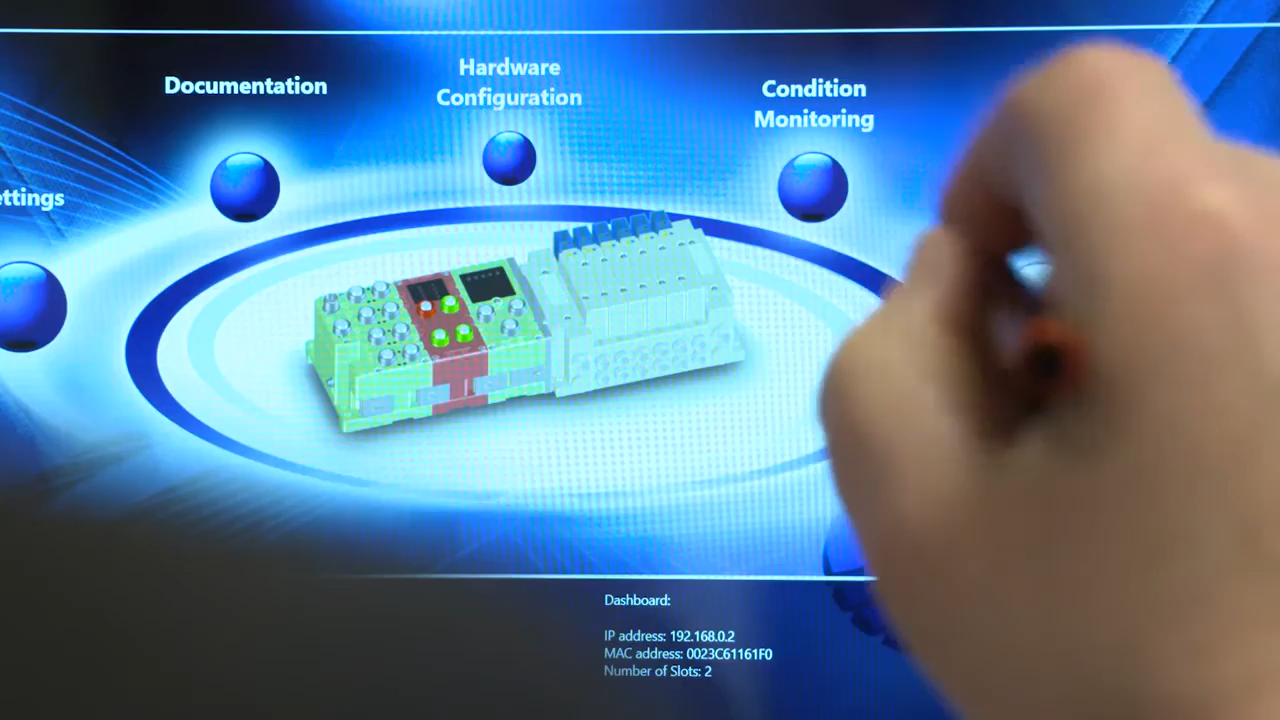 Documentation
Hardware
Configuration
Condition
Monitoring
ettings
Dashboard:
IP address: 192.168.0.2
MAC address: 0023C61161F0
Number of Slots: 2